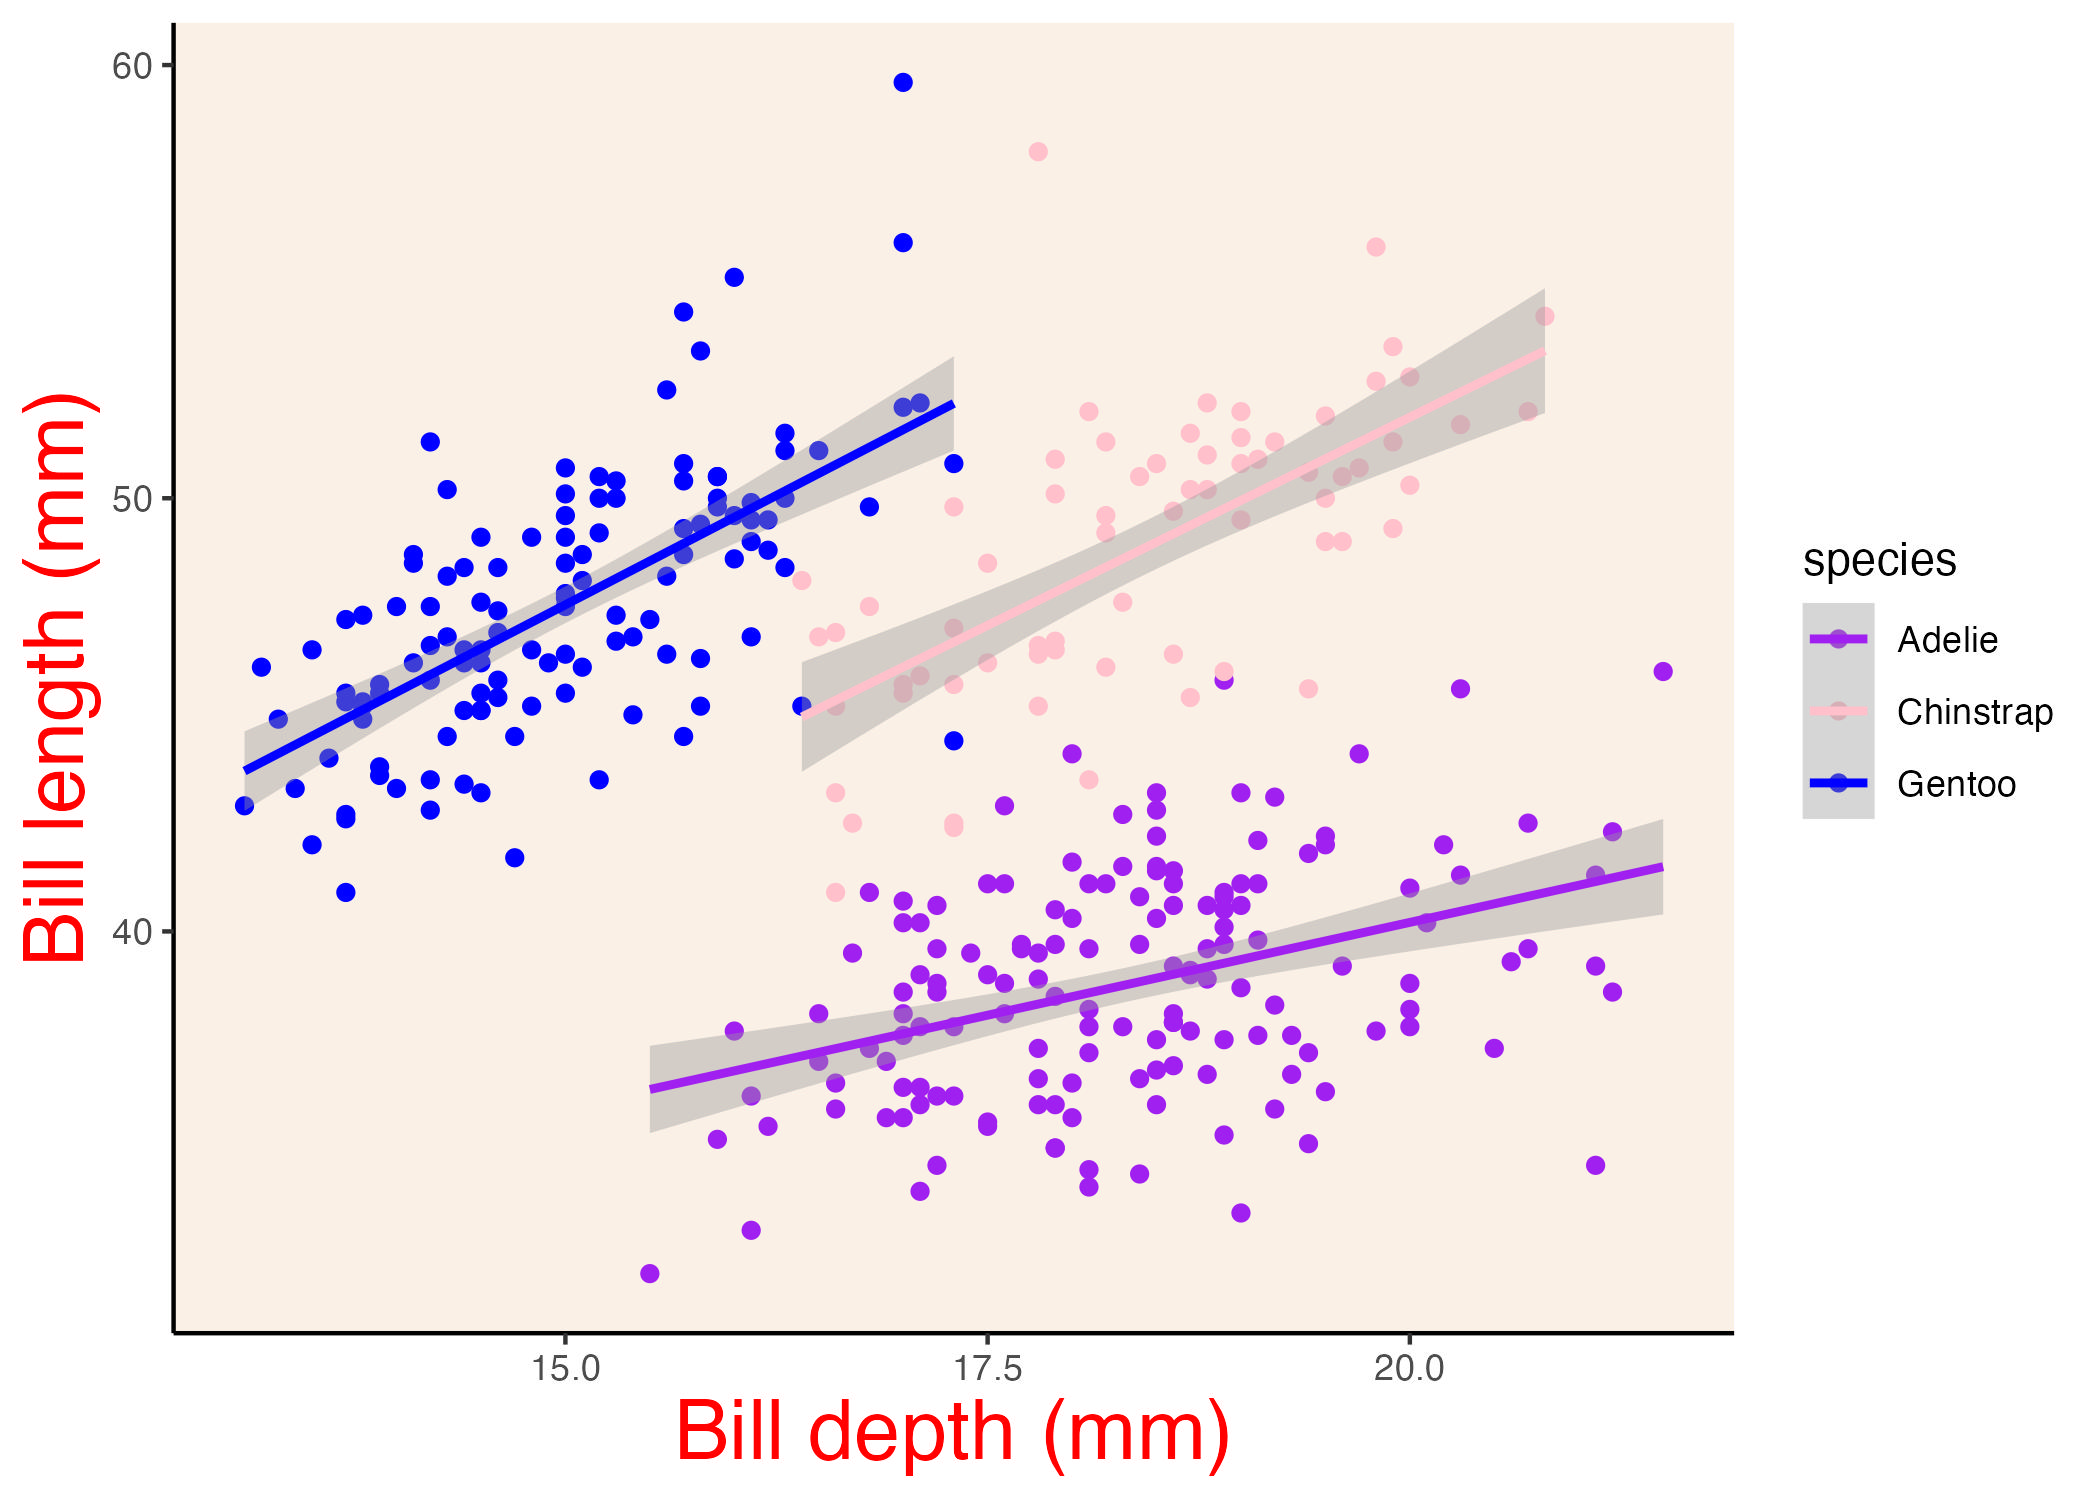 60
50
40
Bill length (mm)
15.0
17.5
20.0
Bill depth (mm)
species
Adelie
Chinstrap
Gentoo